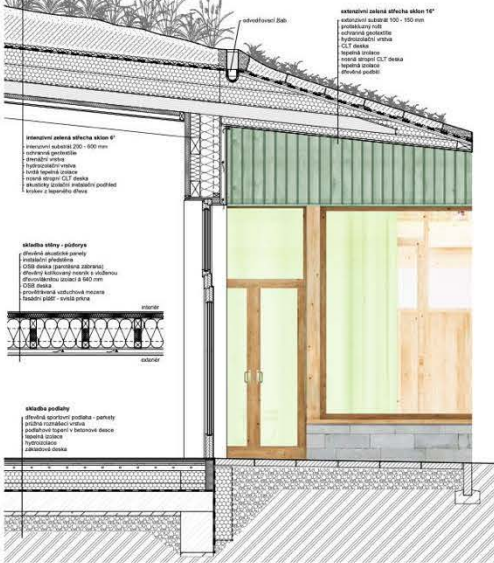 odvodňovací žlab
extenzivní zelená střecha sklon 16°
- extenzivní substrát 100 - 150 mm
- protiskluzný rošt
- ochranná geotextilie
- hydroizolační vrstva
- CLT deska
- tepelná izolace
- nosná stropní CLT deska
- tepelná izolace
- dřevěné podbití
intenzivní zelená střecha sklon 6°
- intenzivní substrát 200 - 600 mm
- ochranná geotextilie
- drenážní vrstva
- hydroizolační vrstva
- tvrdá tepelná izolace
- nosná stropní CLT deska
- akusticky izolační instalační podhled
- krokev z lepeného dřeva
skladba stěny - půdorys
- dřevěné akustické panely
- instalační předstěna
- OSB deska (parotěsná zábrana)
- dřevěný kolíkovaný nosník s vloženou
dřevovláknitou izolací á 640 mm
- OSB deska
- provětrávaná vzduchová mezera
- fasádní plášť - svislá prkna
interiér
exteriér
skladba podlahy
- dřevěná sportovní podlaha - parkety
- pružná roznášecí vrstva
- podlahové topení v betonové desce
- tepelná izolace
- hydroizolace
- základová deska